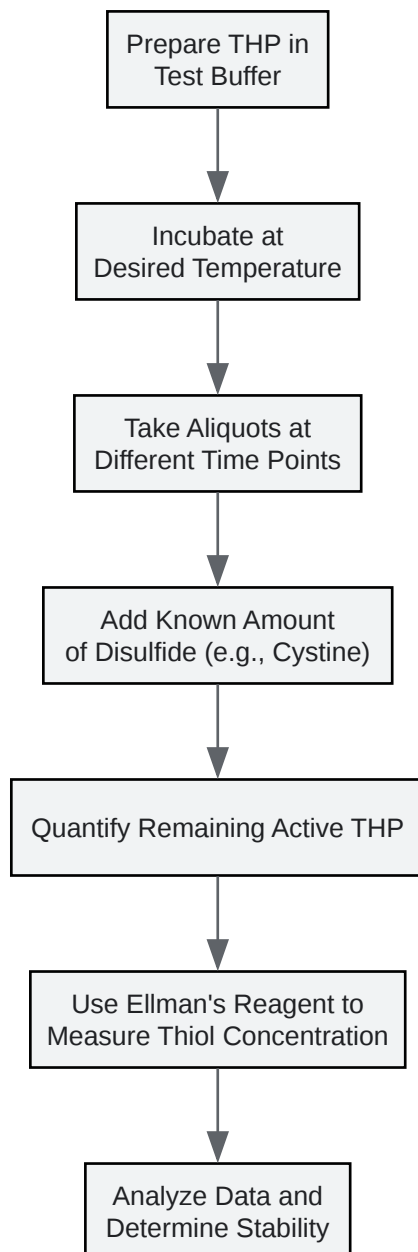 Prepare THP in
Test Buffer
Incubate at
Desired Temperature
Take Aliquots at
Different Time Points
Add Known Amount
of Disulfide (e.g., Cystine)
Quantify Remaining Active THP
Use Ellman's Reagent to
Measure Thiol Concentration
Analyze Data and
Determine Stability